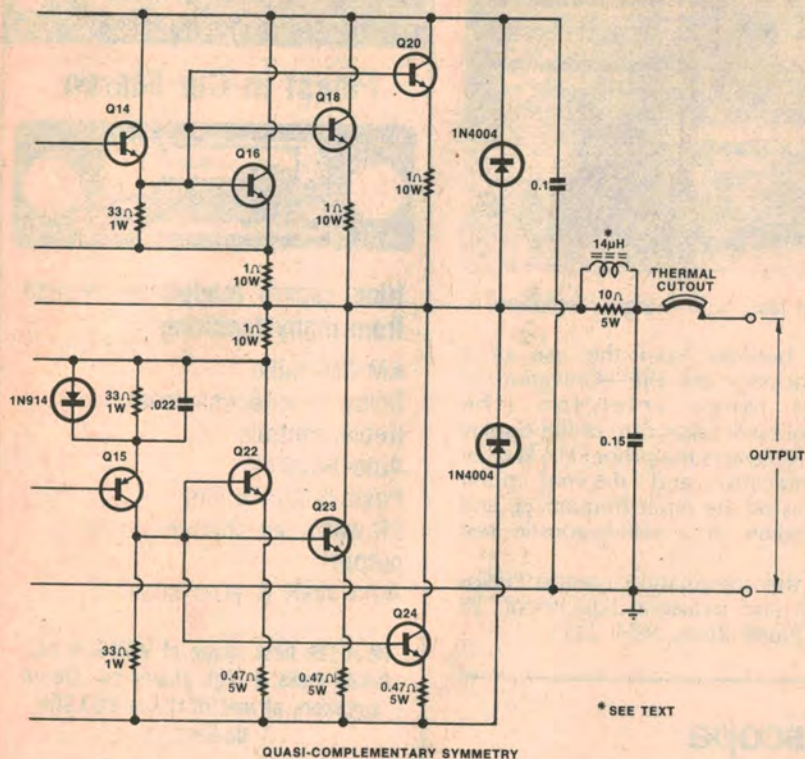 Q20
Q14
Q18
Q16
1N4004
0.1
33Ω
1W
1Ω
10W
1Ω
10W
1Ω
10W
*
14µH
10Ω
5W
THERMAL
CUTOUT
1Ω
10W
1N914
33Ω
1W
.022
1N4004
0.15
OUTPUT
Q15
Q22
Q23
Q24
33Ω
1W
0.47Ω
5W
0.47Ω
5W
0.47Ω
5W
* SEE TEXT
QUASI-COMPLEMENTARY SYMMETRY